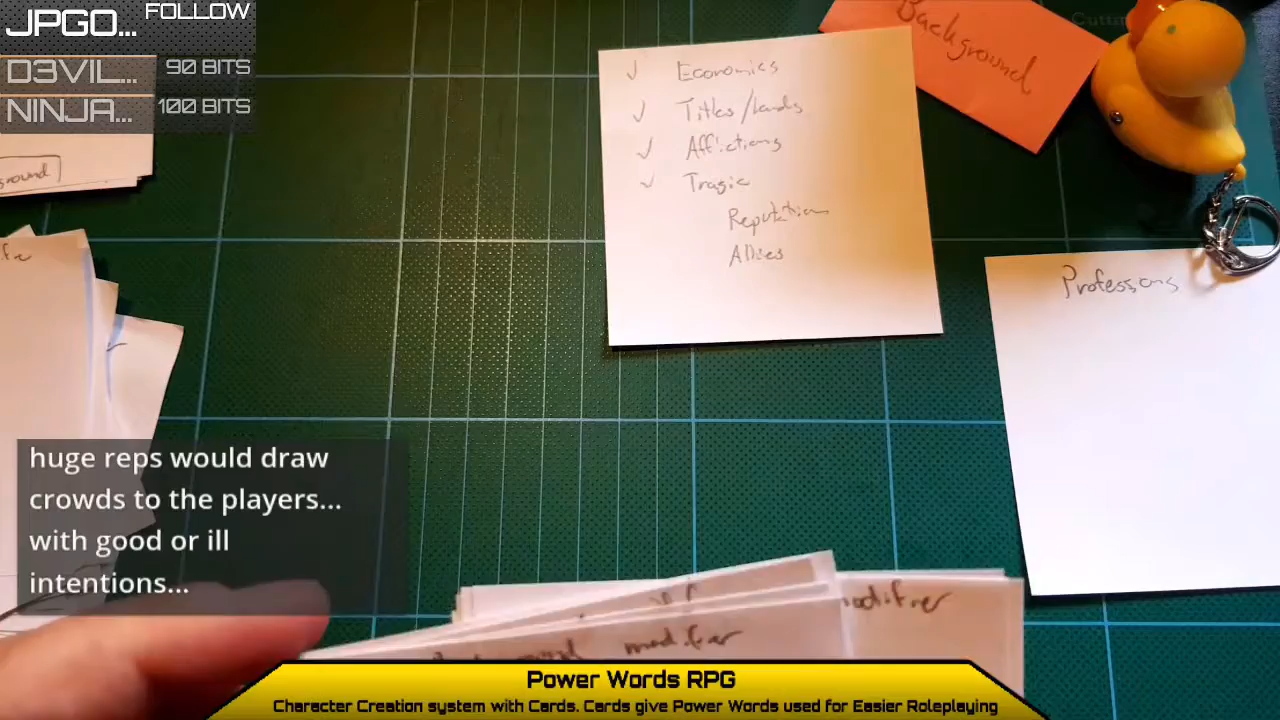 JPGO... FOLLOW
D3VIL... 90 BITS
NINJA... 100 BITS
Background
✓ Economics
✓ Titles/Lands
✓ Afflictions
✓ Tragic
Reputation
Allies
Professions
huge reps would draw
crowds to the players...
with good or ill
intentions...
modifier
modifier
Power Words RPG
Character Creation system with Cards. Cards give Power Words used for Easier Roleplaying